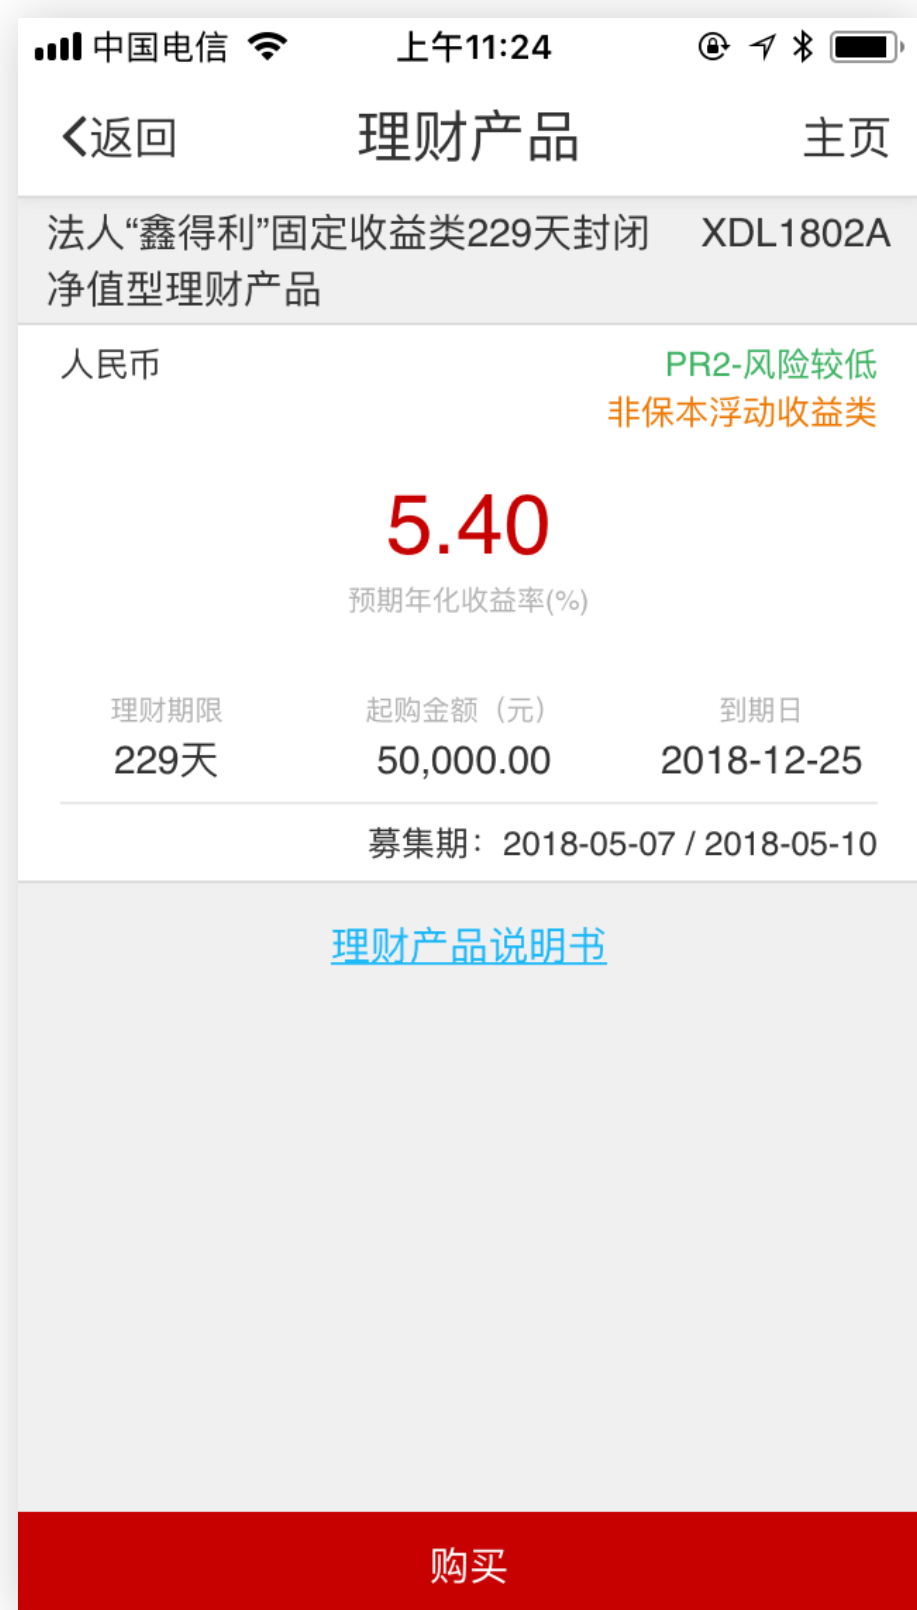 中国电信 上午11:24
返回 理财产品 主页
法人“鑫得利”固定收益类229天封闭 XDL1802A
净值型理财产品
人民币 PR2-风险较低
非保本浮动收益类
5.40
预期年化收益率(%)
理财期限 起购金额（元） 到期日
229天 50,000.00 2018-12-25
募集期：2018-05-07 / 2018-05-10
理财产品说明书
购买